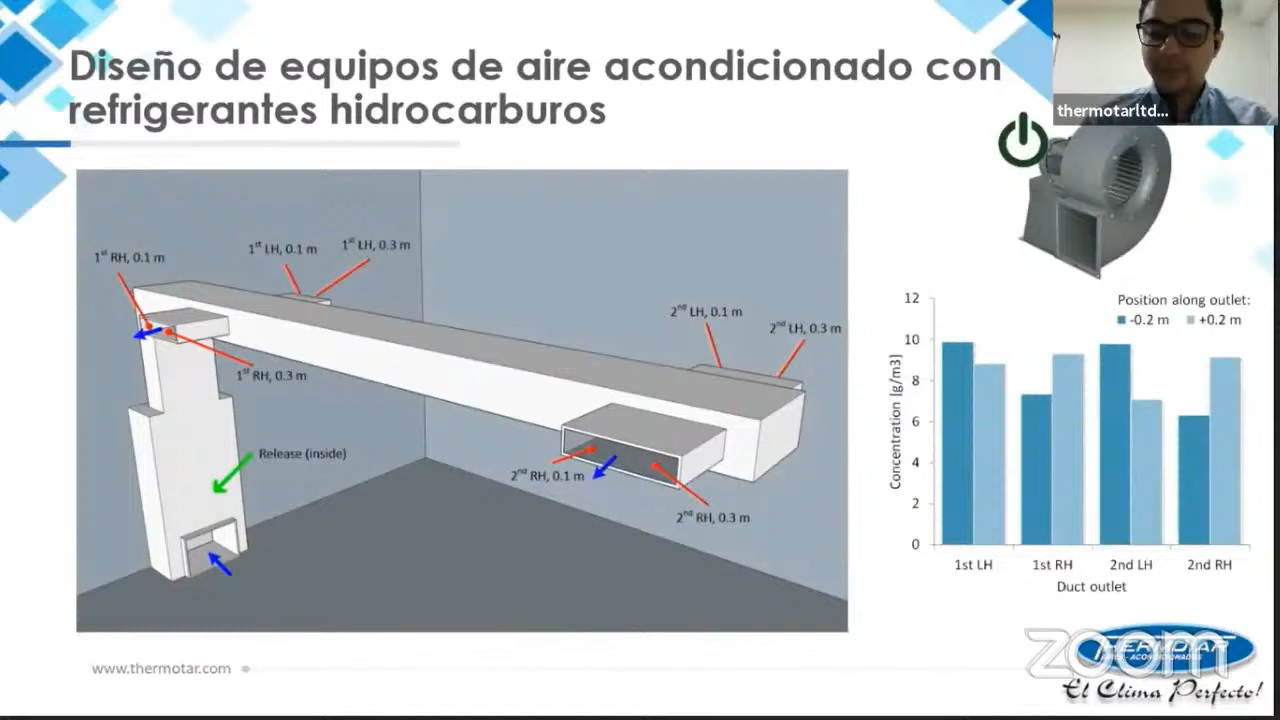 Diseño de equipos de aire acondicionado con
refrigerantes hidrocarburos
thermotarltd...
1st RH, 0.1 m
1st LH, 0.1 m
1st LH, 0.3 m
1st RH, 0.3 m
2nd LH, 0.1 m
2nd LH, 0.3 m
Release (inside)
2nd RH, 0.1 m
2nd RH, 0.3 m
Position along outlet:
-0.2 m +0.2 m
Concentration [g/m3]
12
10
8
6
4
2
0
1st LH 1st RH 2nd LH 2nd RH
Duct outlet
www.thermotar.com
zoom
THERMOTAR
AIRES - ACONDICIONADOS
El Clima Perfecto!